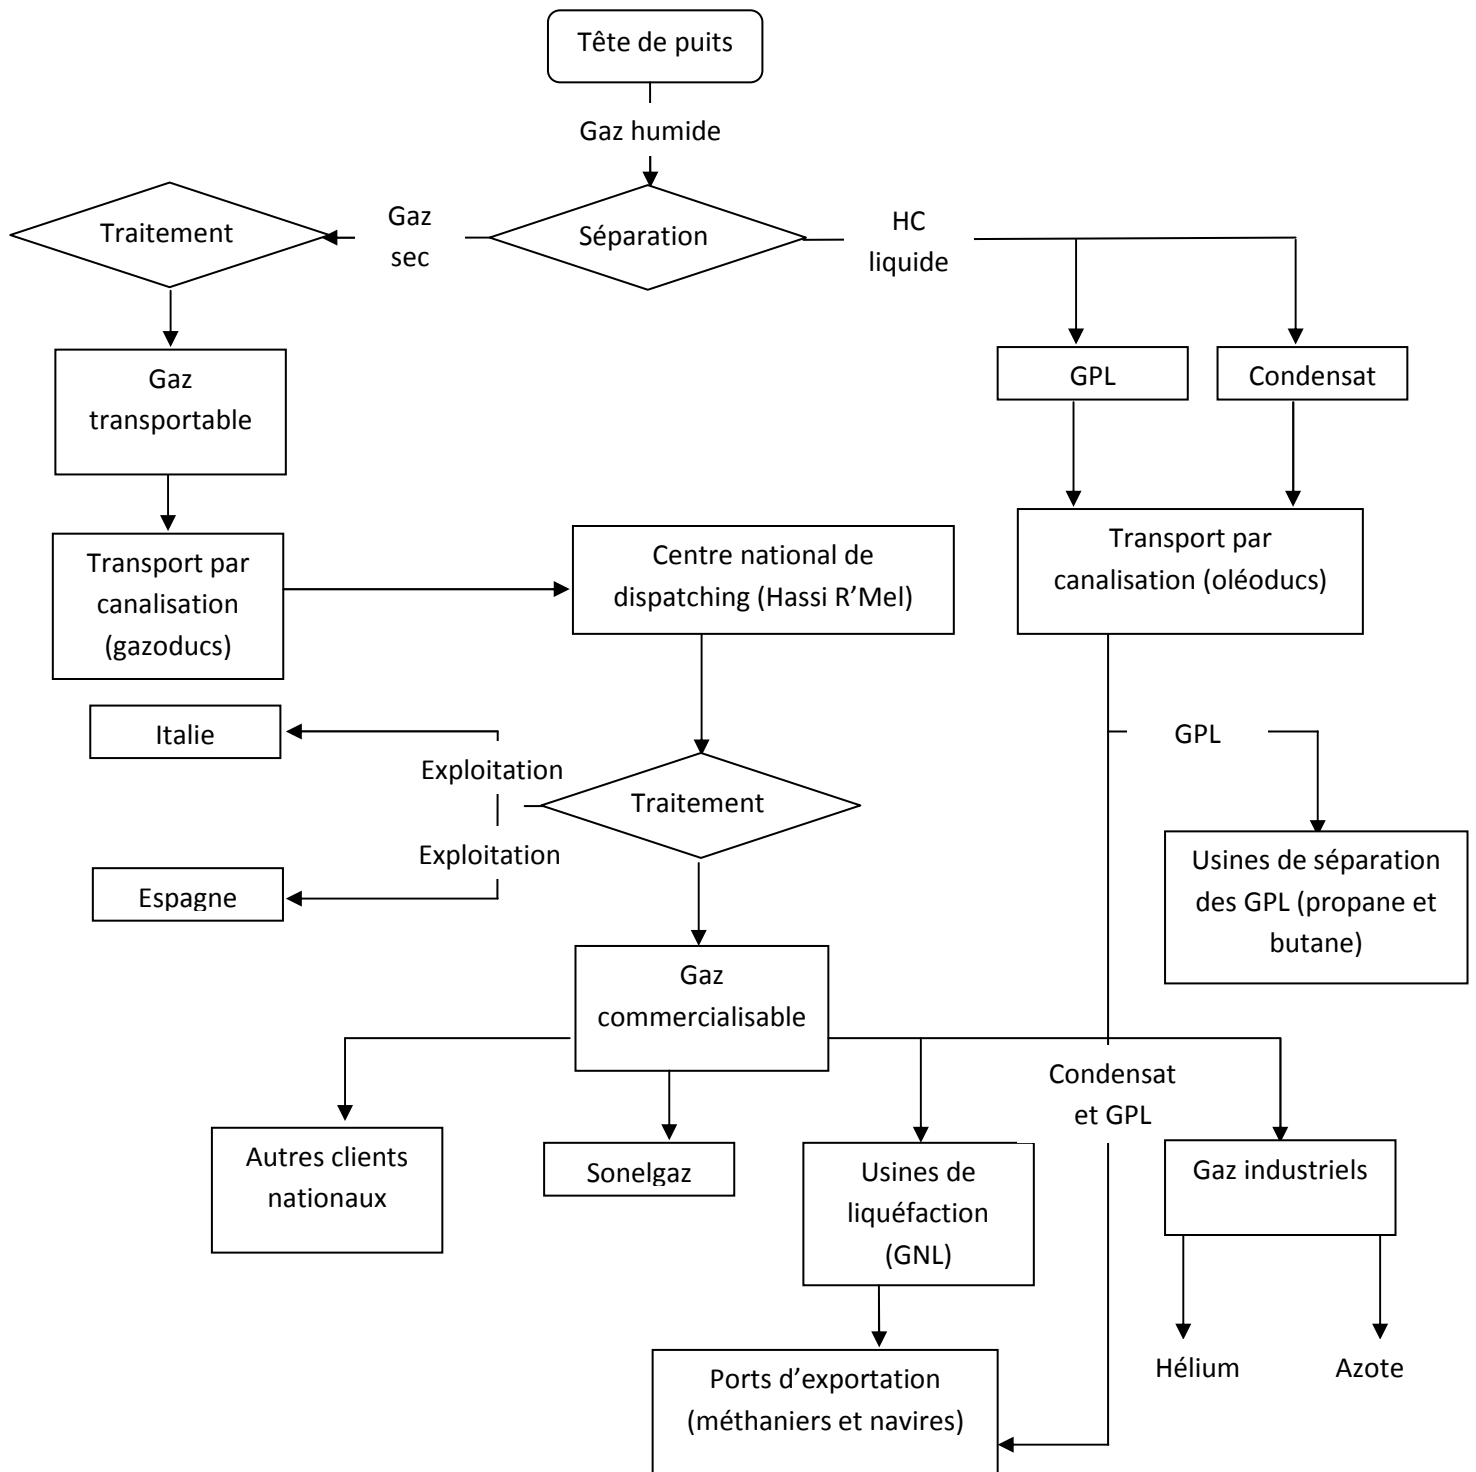 Tête de puits
Gaz humide
Traitement
Gaz
sec
Séparation
HC
liquide
Gaz
transportable
GPL
Condensat
Transport par
canalisation
(gazoducs)
Centre national de
dispatching (Hassi R’Mel)
Transport par
canalisation (oléoducs)
Italie
Exploitation
GPL
Traitement
Exploitation
Espagne
Usines de séparation
des GPL (propane et
butane)
Gaz
commercialisable
Condensat
et GPL
Autres clients
nationaux
Sonelgaz
Usines de
liquéfaction
(GNL)
Gaz industriels
Hélium
Azote
Ports d’exportation
(méthaniers et navires)